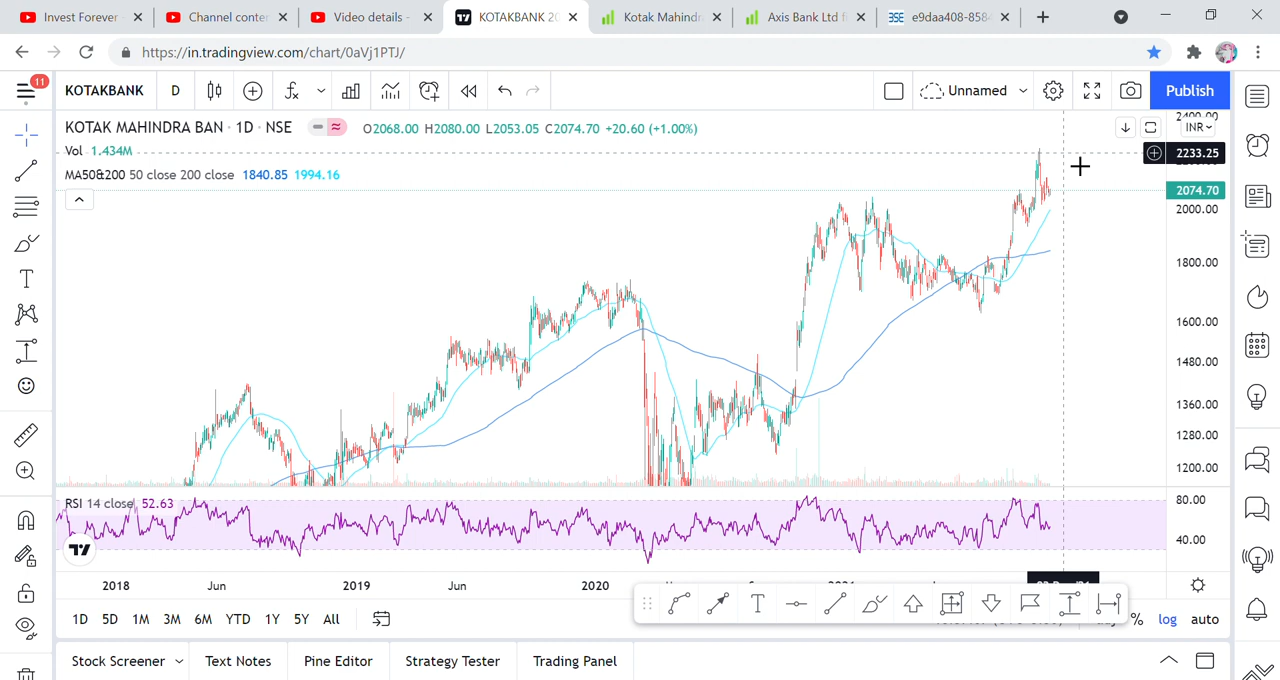 Invest Forever
Channel conter
Video details -
KOTAKBANK 20
Kotak Mahindr
Axis Bank Ltd f
e9daa408-858
https://in.tradingview.com/chart/0aVj1PTJ/
11
KOTAKBANK
D
Unnamed
Publish
KOTAK MAHINDRA BAN · 1D · NSE
O2068.00 H2080.00 L2053.05 C2074.70 +20.60 (+1.00%)
INR
Vol 1.434M
2233.25
MA50&200 50 close 200 close 1840.85 1994.16
2074.70
2000.00
1800.00
1600.00
1480.00
1360.00
1280.00
1200.00
RSI 14 close 52.63
80.00
40.00
2018 Jun 2019 Jun 2020
1D 5D 1M 3M 6M YTD 1Y 5Y All
% log auto
Stock Screener
Text Notes
Pine Editor
Strategy Tester
Trading Panel